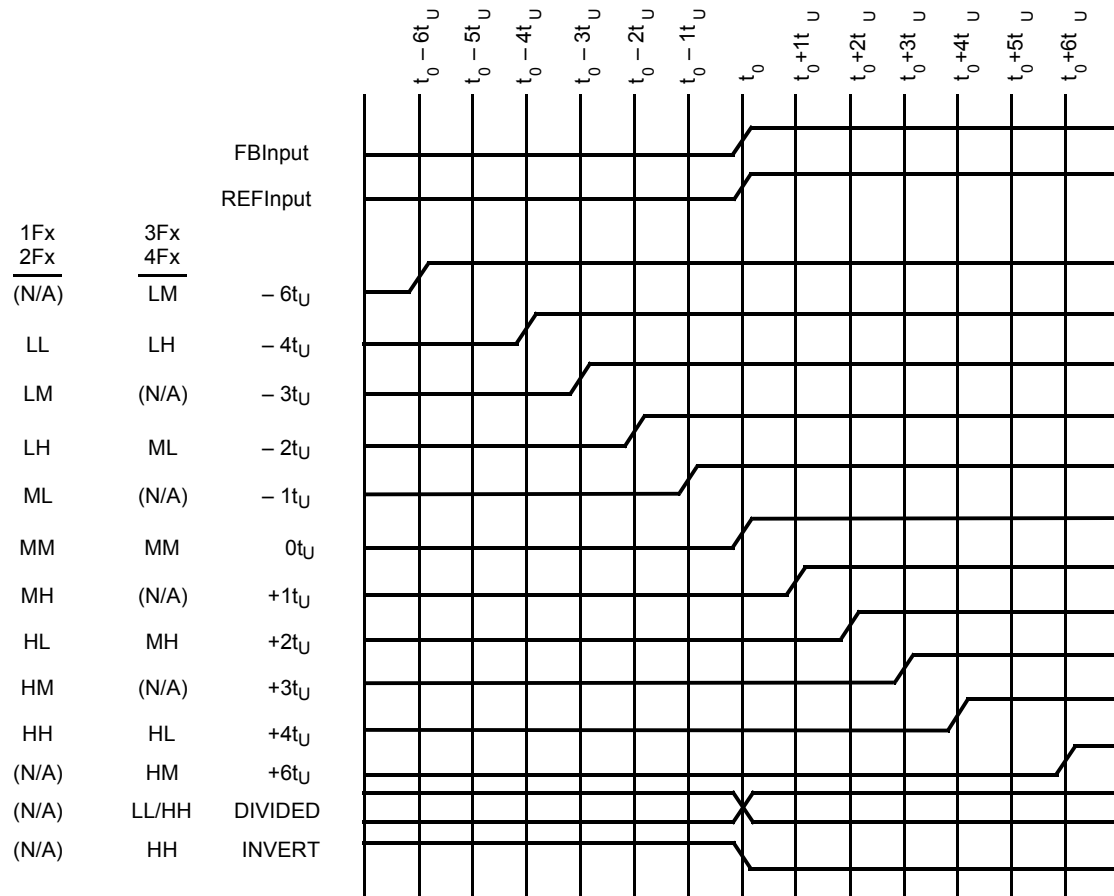 t0 – 6tU
t0 – 5tU
t0 – 4tU
t0 – 3tU
t0 – 2tU
t0 – 1tU
t0
t0+1tU
t0+2tU
t0+3tU
t0+4tU
t0+5tU
t0+6tU
FBInput
REFInput
1Fx 3Fx
2Fx 4Fx
(N/A) LM – 6tU
LL LH – 4tU
LM (N/A) – 3tU
LH ML – 2tU
ML (N/A) – 1tU
MM MM 0tU
MH (N/A) +1tU
HL MH +2tU
HM (N/A) +3tU
HH HL +4tU
(N/A) HM +6tU
(N/A) LL/HH DIVIDED
(N/A) HH INVERT